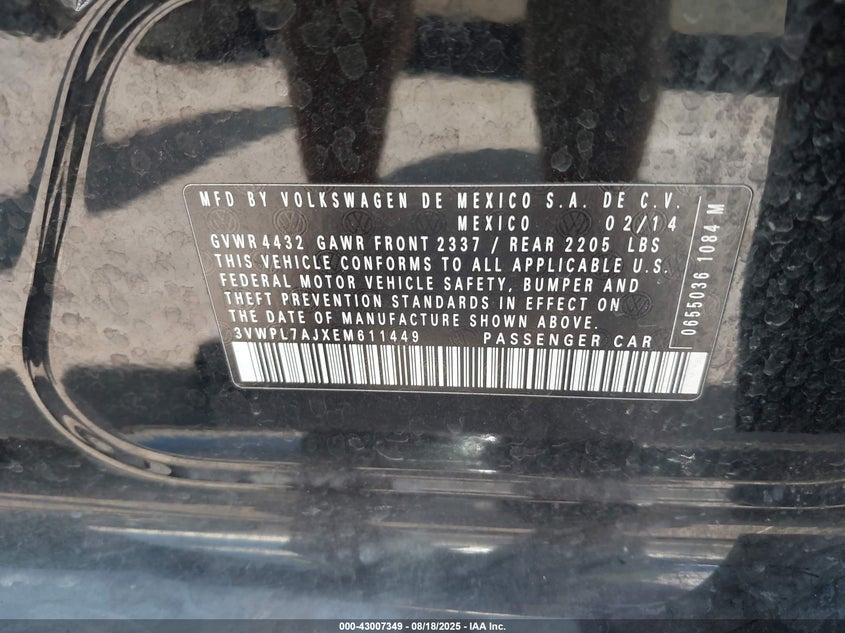 MFD BY VOLKSWAGEN DE MEXICO S.A. DE C.V.
MEXICO 02/14
GVWR 4432 GAWR FRONT 2337 / REAR 2205 LBS
THIS VEHICLE CONFORMS TO ALL APPLICABLE U.S.
FEDERAL MOTOR VEHICLE SAFETY, BUMPER AND
THEFT PREVENTION STANDARDS IN EFFECT ON
THE DATE OF MANUFACTURE SHOWN ABOVE.
3VWPL7AJXEM611449 PASSENGER CAR
0655036 1084 M
000-43007349 - 08/18/2025 - IAA Inc.